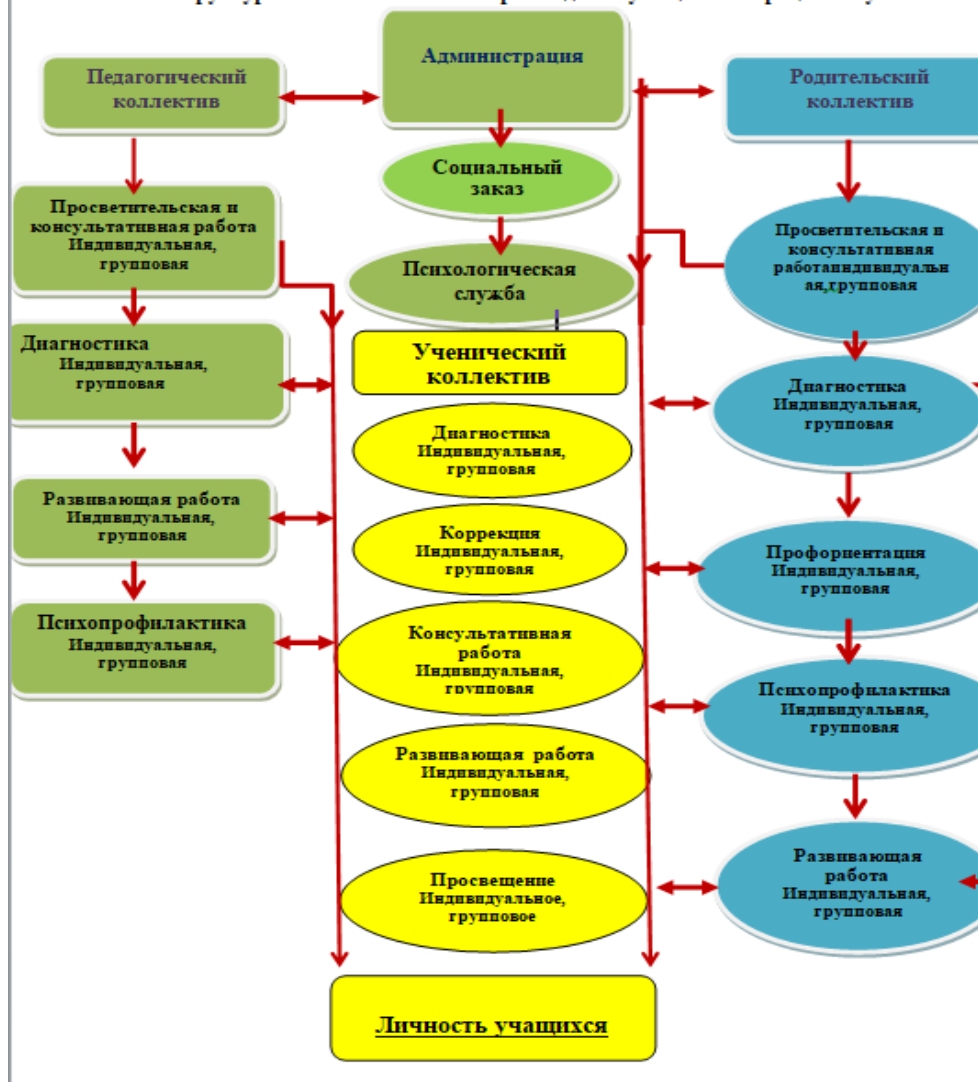 Администрация
Педагогический
коллектив
Родительский
коллектив
Социальный
заказ
Просветительская и
консультативная работа
Индивидуальная,
групповая
Психологическая
служба
Просветительская и
консультативная
работаиндивидуальн
ая,групповая
Ученический
коллектив
Диагностика
Индивидуальная,
групповая
Диагностика
Индивидуальная,
групповая
Диагностика
Индивидуальная,
групповая
Развивающая работа
Индивидуальная,
групповая
Коррекция
Индивидуальная,
групповая
Профориентация
Индивидуальная,
групповая
Психопрофилактика
Индивидуальная,
групповая
Консультативная
работа
Индивидуальная,
групповая
Психопрофилактика
Индивидуальная,
групповая
Развивающая работа
Индивидуальная,
групповая
Просвещение
Индивидуальное,
групповое
Развивающая
работа
Индивидуальная,
групповая
Личность учащихся